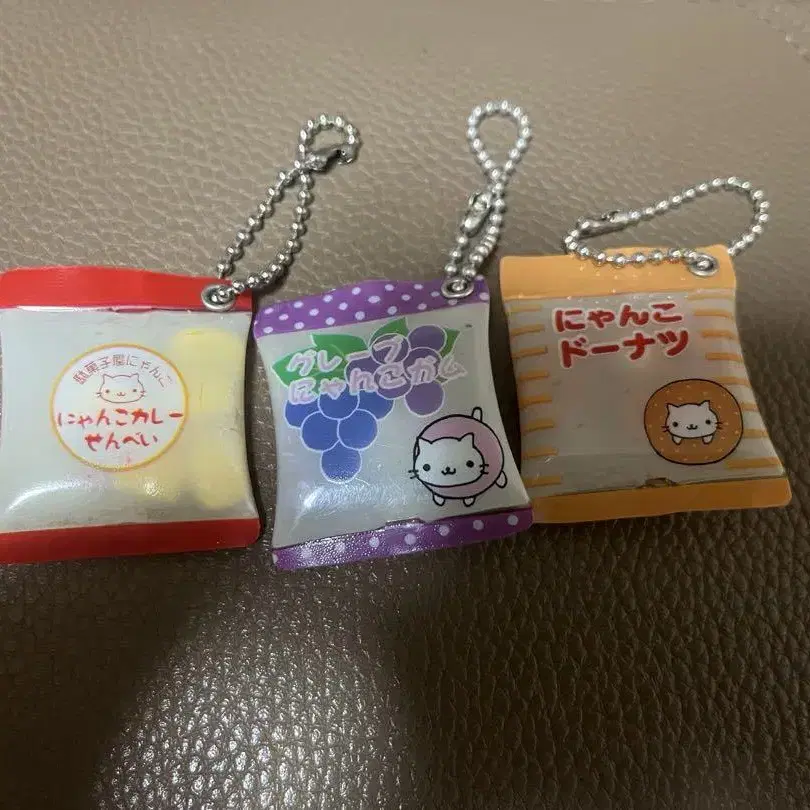 駄菓子屋にゃんこ
にゃんこカレー
せんべい
グレープ
にゃんこガム
にゃんこ
ドーナツ